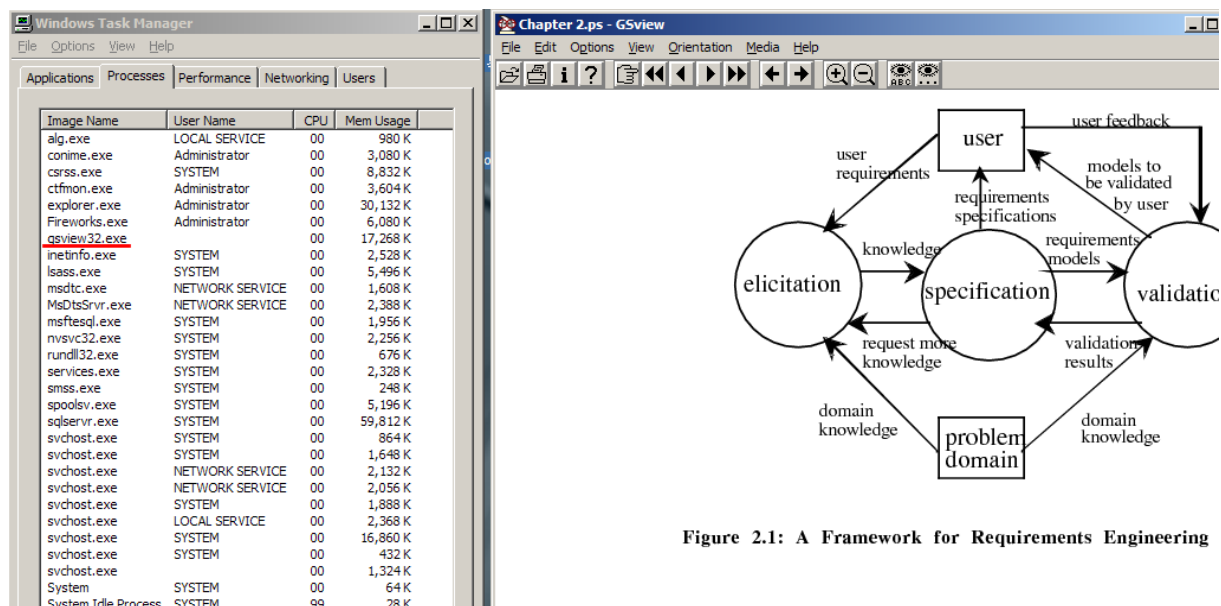 Windows Task Manager
File Options View Help
Applications Processes Performance Networking Users
Image Name User Name CPU Mem Usage
alg.exe LOCAL SERVICE 00 980 K
conime.exe Administrator 00 3,080 K
csrss.exe SYSTEM 00 8,832 K
ctfmon.exe Administrator 00 3,604 K
explorer.exe Administrator 00 30,132 K
Fireworks.exe Administrator 00 6,080 K
gsview32.exe 00 17,268 K
inetinfo.exe SYSTEM 00 2,528 K
lsass.exe SYSTEM 00 5,496 K
msdtc.exe NETWORK SERVICE 00 1,608 K
MsDtsSrvr.exe NETWORK SERVICE 00 2,388 K
msftesql.exe SYSTEM 00 1,956 K
nvsvc32.exe SYSTEM 00 2,256 K
rundll32.exe SYSTEM 00 676 K
services.exe SYSTEM 00 2,328 K
smss.exe SYSTEM 00 248 K
spoolsv.exe SYSTEM 00 5,196 K
sqlservr.exe SYSTEM 00 59,812 K
svchost.exe SYSTEM 00 864 K
svchost.exe SYSTEM 00 1,648 K
svchost.exe NETWORK SERVICE 00 2,132 K
svchost.exe NETWORK SERVICE 00 2,056 K
svchost.exe SYSTEM 00 1,888 K
svchost.exe LOCAL SERVICE 00 2,368 K
svchost.exe SYSTEM 00 16,860 K
svchost.exe SYSTEM 00 432 K
svchost.exe 00 1,324 K
System SYSTEM 00 64 K
System Idle Process SYSTEM 99 28 K
Chapter 2.ps - GSview
File Edit Options View Orientation Media Help
ABC
user
user feedback
user
requirements
requirements
specifications
models to
be validated
by user
knowledge
requirements
models
elicitation
specification
validatio
request more
knowledge
validation
results
domain
knowledge
problem
domain
domain
knowledge
Figure 2.1: A Framework for Requirements Engineering